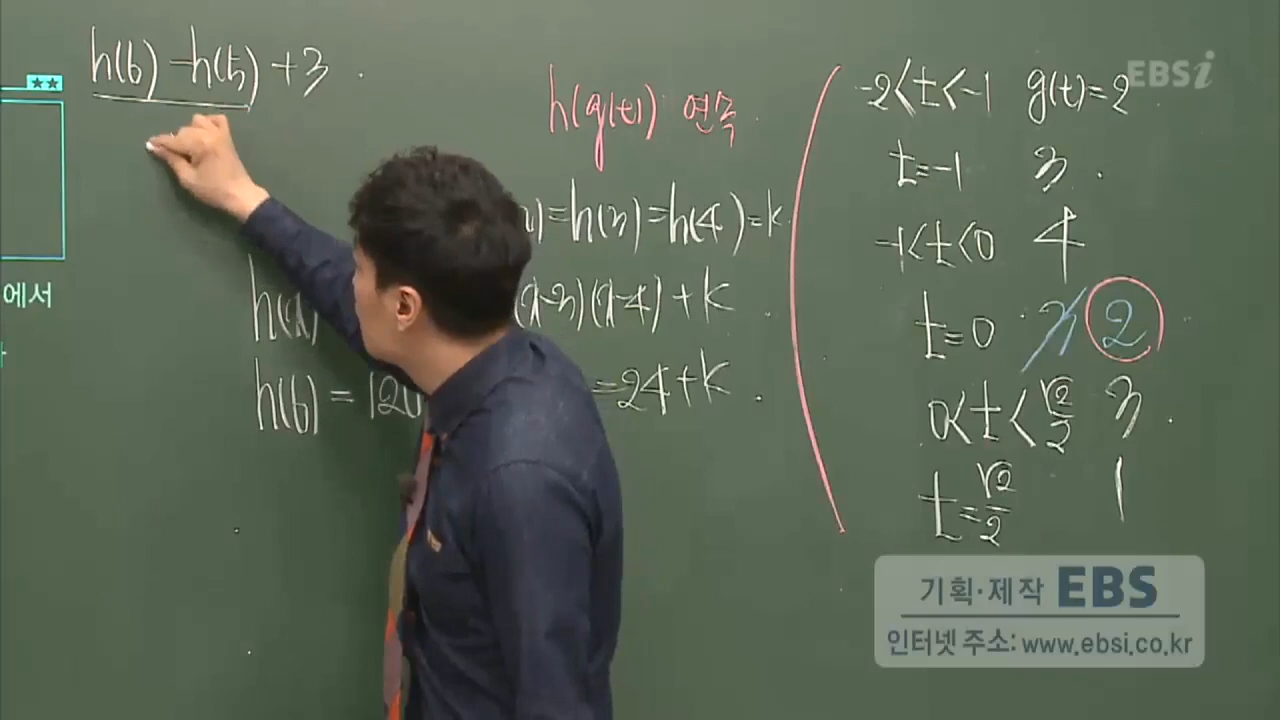 h(6) - h(5) + 3
에서
h(g(t)) 연속
=h(3)=h(4)=k
h(x) (x-3)(x-4)+k
h(6) = 120 = 24+k
-2<t<-1 g(t)=2
t=-1 3
-1<t<0 4
t=0 2
0<t<√2/2 3
t=√2/2 1
EBSi
기획·제작 EBS
인터넷 주소: www.ebsi.co.kr